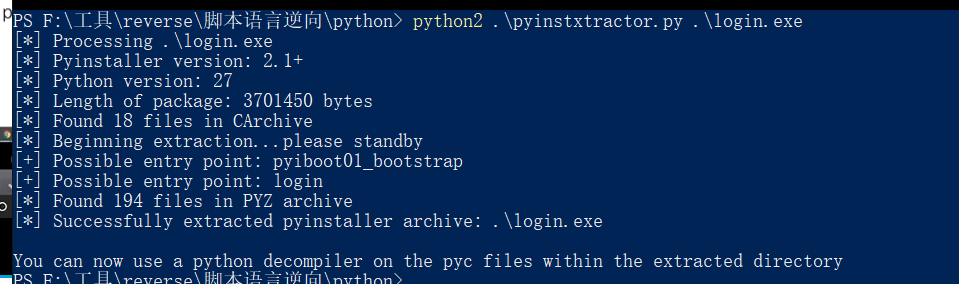 PS F:\工具\reverse\脚本语言逆向\python> python2 .\pyinstxtractor.py .\login.exe
[*] Processing .\login.exe
[*] Pyinstaller version: 2.1+
[*] Python version: 27
[*] Length of package: 3701450 bytes
[*] Found 18 files in CArchive
[*] Beginning extraction...please standby
[+] Possible entry point: pyiboot01_bootstrap
[+] Possible entry point: login
[*] Found 194 files in PYZ archive
[*] Successfully extracted pyinstaller archive: .\login.exe
You can now use a python decompiler on the pyc files within the extracted directory
PS F:\工具\reverse\脚本语言逆向\python>